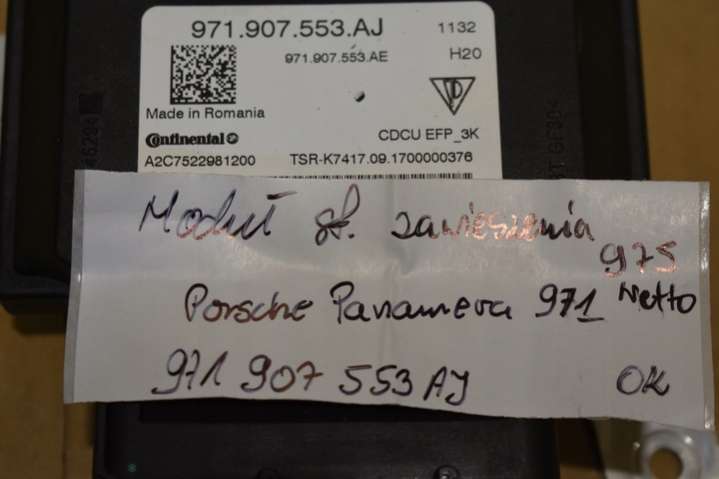 971.907.553.AJ 1132
971.907.553.AE H20
Made in Romania
Continental CDCU EFP_3K
A2C7522981200 TSR-K7417.09.1700000376
Moduł st. zawieszenia
975
Porsche Panamera 971 Netto
971 907 553 AJ OK